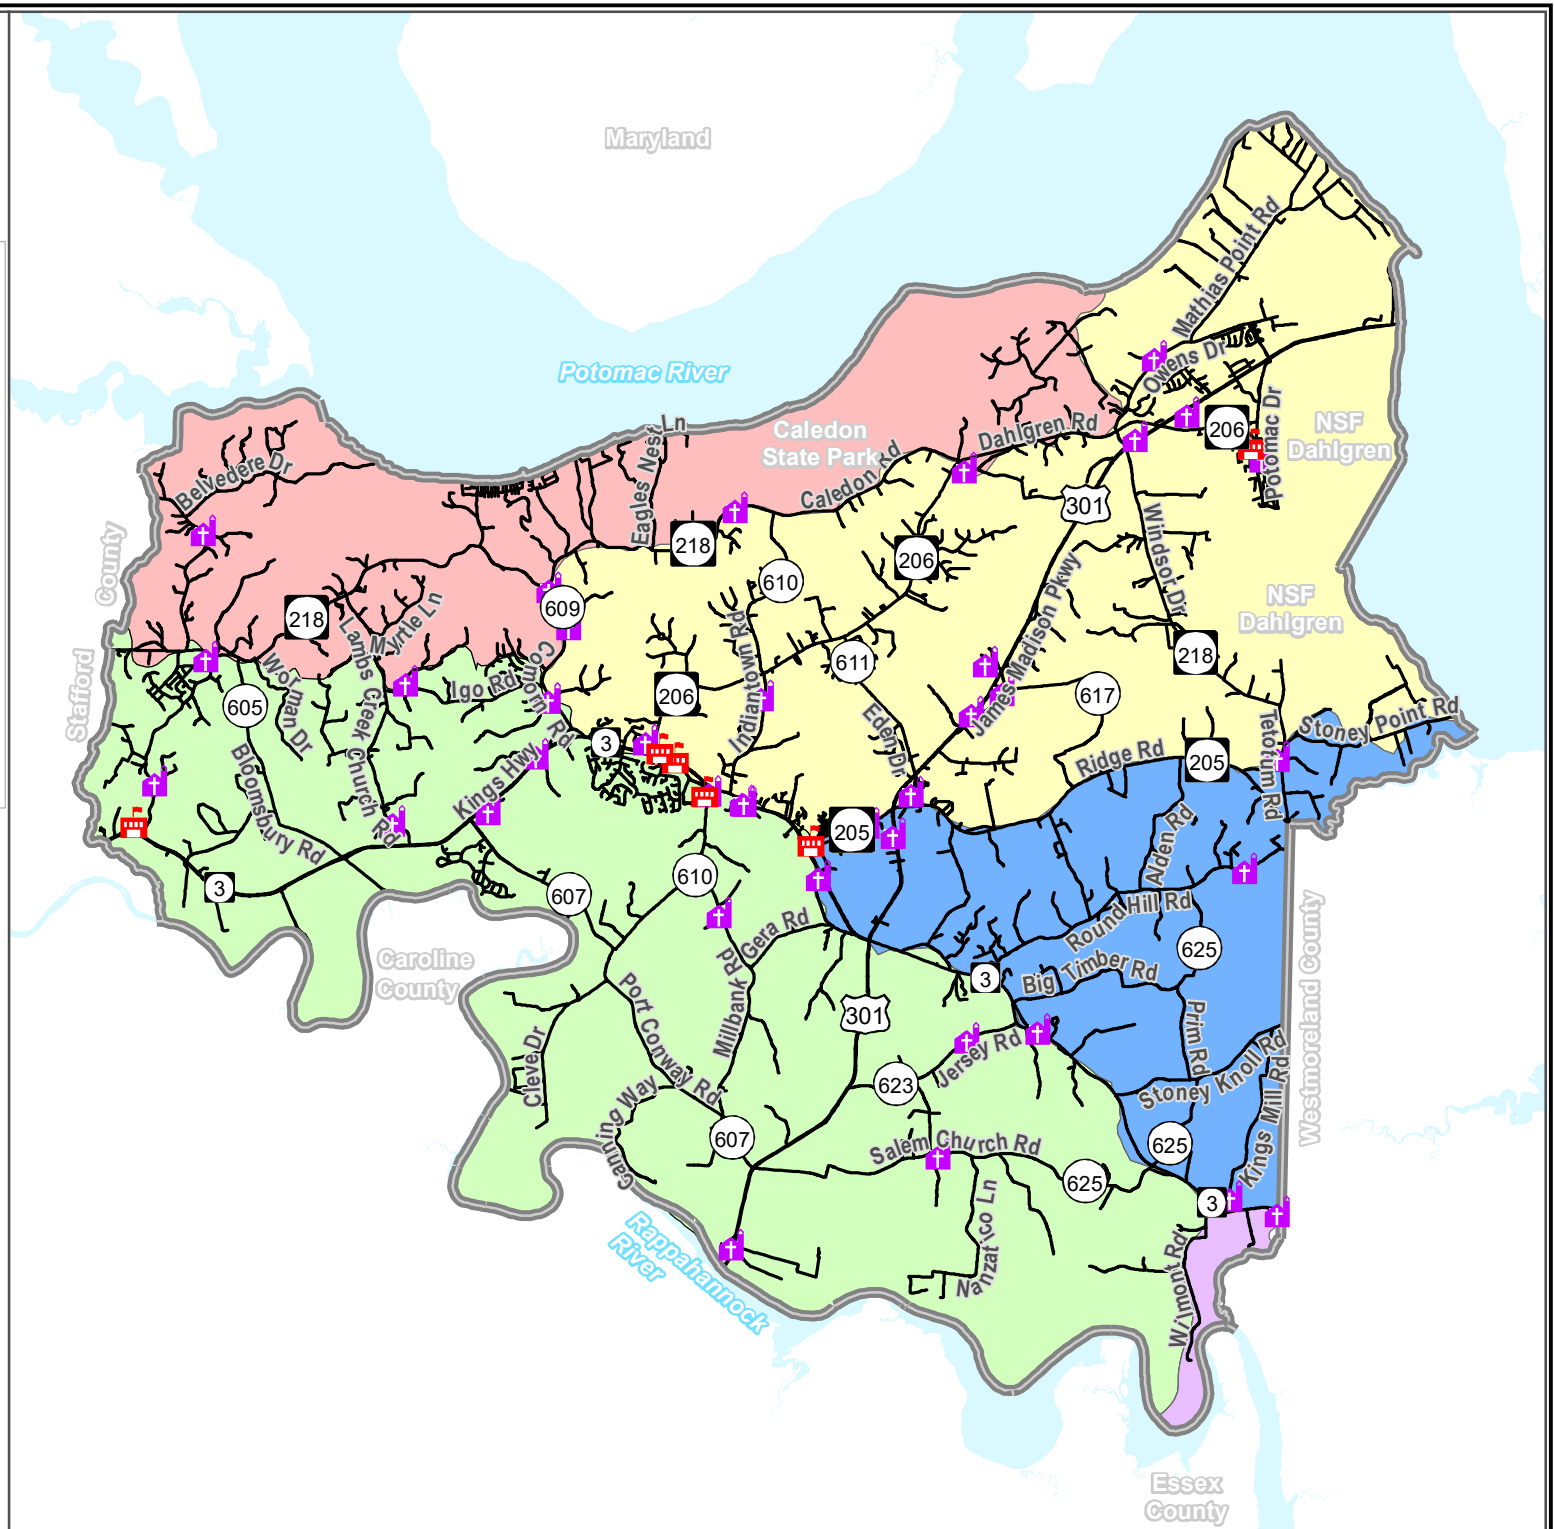 Maryland
Potomac River
Mathias Point Rd
Owens Dr
Potomac Dr
206
NSF
Dahlgren
Eagles Nest Ln
Caledon
State Park
Dahlgren Rd
Caledon Rd
Belvedere Dr
301
Windsor Dr
218
206
610
County
Stafford
218
609
NSF
Dahlgren
Lambs Creek Church Rd
Myrtle Ln
Comorn Rd
Indiantown Rd
611
James Madison Pkwy
218
Worman Dr
Igo Rd
605
206
617
Eden Dr
Tetotum Rd
Stoney Point Rd
3
Ridge Rd
205
Bloomsbury Rd
Kings Hwy
205
Alden Rd
3
607
610
Gera Rd
Round Hill Rd
625
Westmoreland County
Caroline
County
Millbank Rd
3
Big Timber Rd
Port Conway Rd
301
Prim Rd
Cleve Dr
623
Jersey Rd
Stoney Knoll Rd
Kings Mill Rd
Canning Way
607
Salem Church Rd
625
625
3
Nanzatico Ln
Wilmont Rd
Rappahannock
River
Essex
County